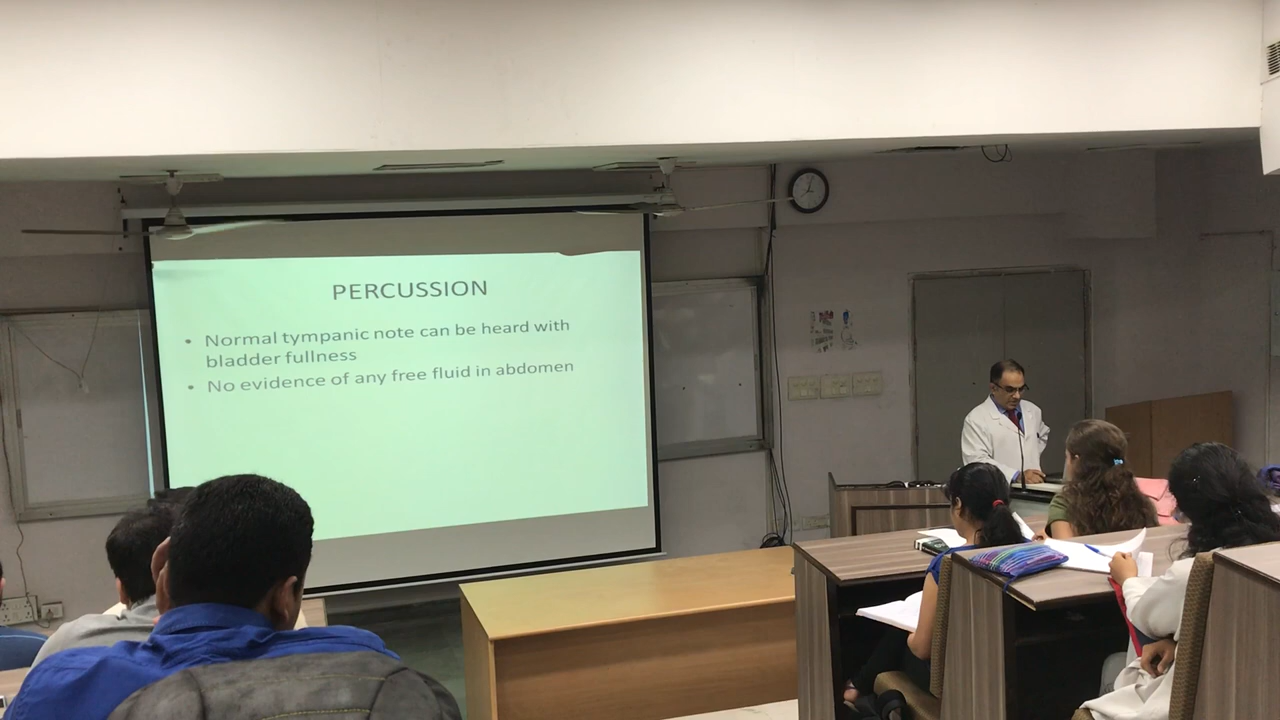 PERCUSSION
• Normal tympanic note can be heard with
bladder fullness
• No evidence of any free fluid in abdomen